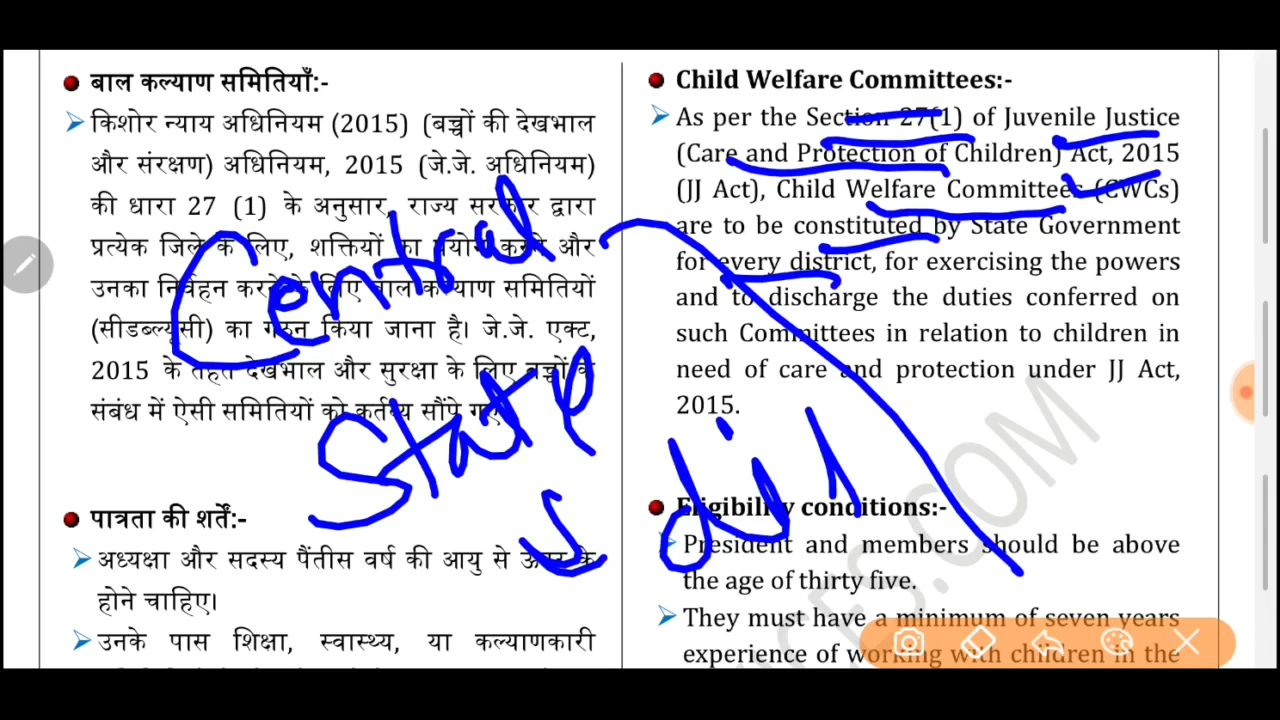 बाल कल्याण समितियाँ:-
किशोर न्याय अधिनियम (2015) (बच्चों की देखभाल
और संरक्षण) अधिनियम, 2015 (जे.जे. अधिनियम)
की धारा 27 (1) के अनुसार, राज्य सरकार द्वारा
प्रत्येक जिले के लिए, शक्तियों का प्रयोग करने और
उनका निर्वहन करने के लिए बाल कल्याण समितियों
(सीडब्ल्यूसी) का गठन किया जाना है। जे.जे. एक्ट,
2015 के तहत देखभाल और सुरक्षा के लिए बच्चों के
संबंध में ऐसी समितियों को कर्तव्य सौंपे गए
Central
State
पात्रता की शर्तें:-
अध्यक्षा और सदस्य पैंतीस वर्ष की आयु से ऊपर के
होने चाहिए।
उनके पास शिक्षा, स्वास्थ्य, या कल्याणकारी
Child Welfare Committees:-
As per the Section 27(1) of Juvenile Justice
(Care and Protection of Children) Act, 2015
(JJ Act), Child Welfare Committees (CWCs)
are to be constituted by State Government
for every district, for exercising the powers
and to discharge the duties conferred on
such Committees in relation to children in
need of care and protection under JJ Act,
2015.
Eligibility conditions:-
President and members should be above
the age of thirty five.
They must have a minimum of seven years
experience of working with children in the